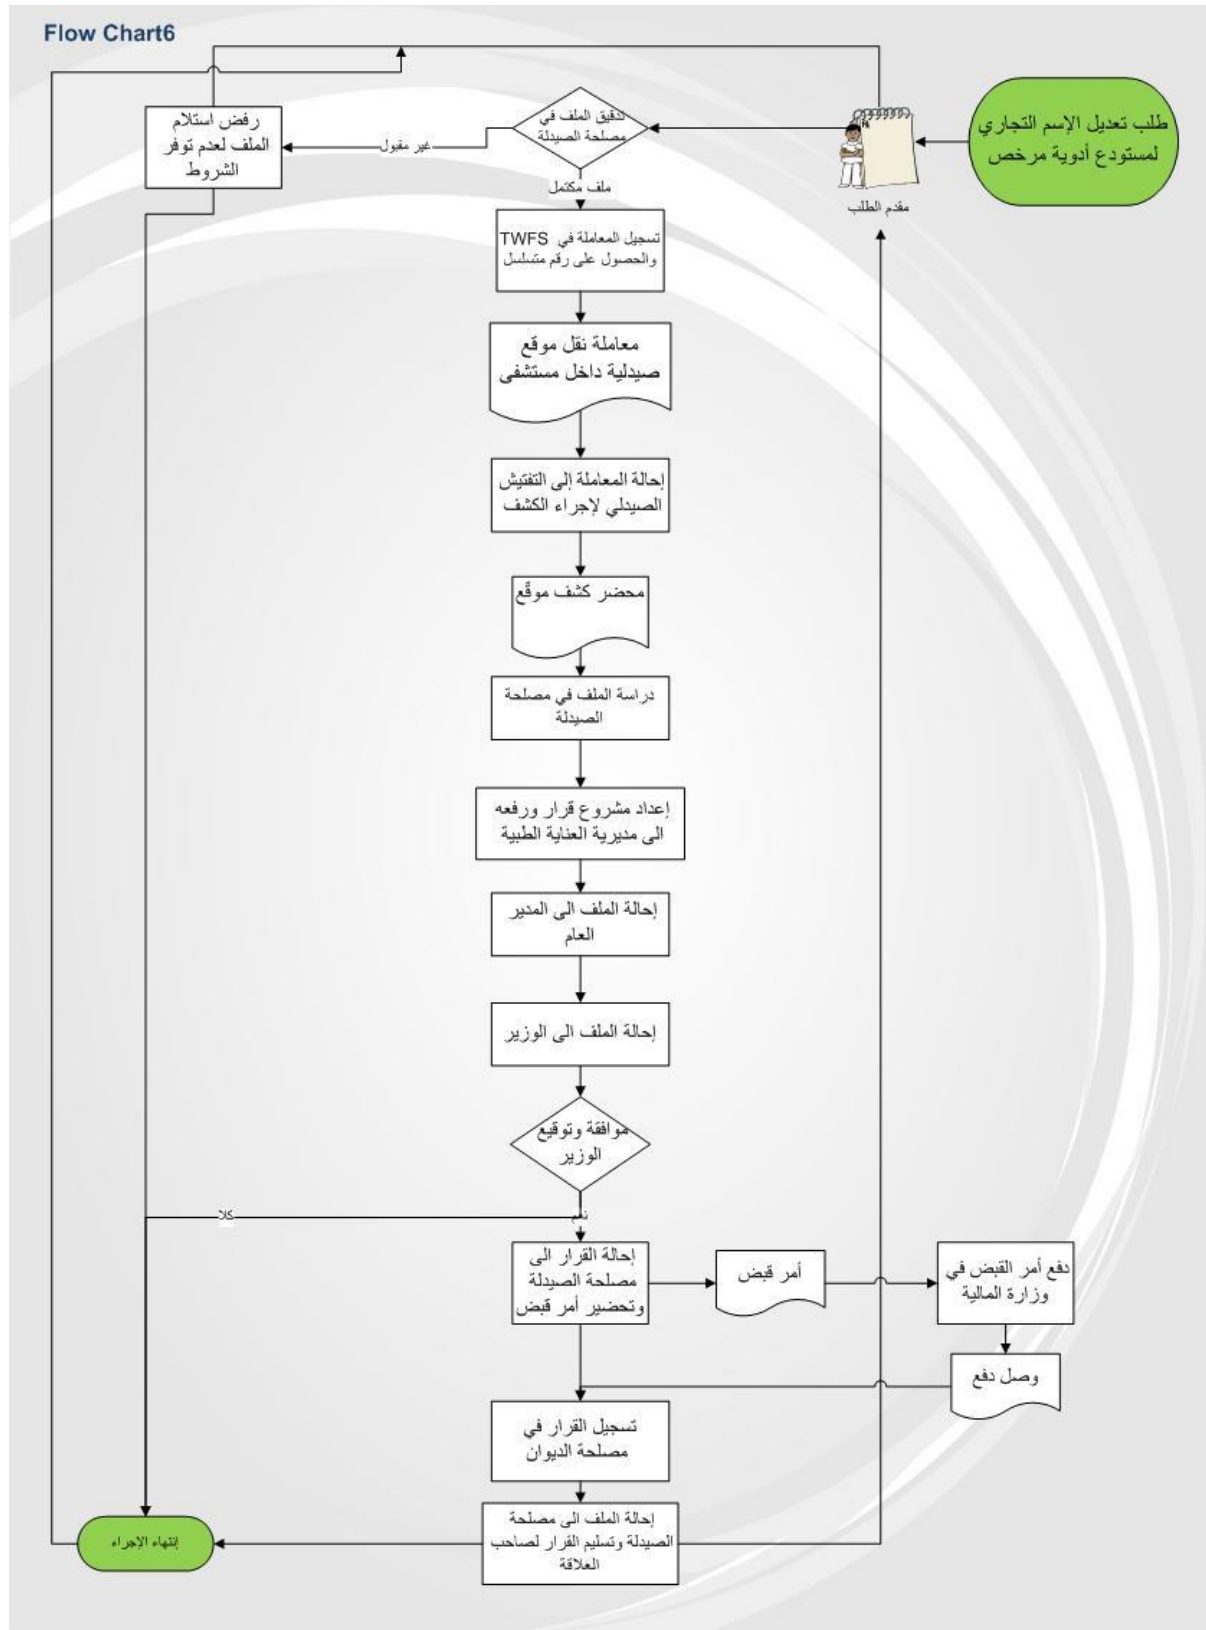 Flow Chart6
طلب تعديل الإسم التجاري
لمستودع أدوية مرخص
مقدم الطلب
تدقيق الملف في
مصلحة الصيدلة
غير مقبول
رفض استلام
الملف لعدم توفر
الشروط
ملف مكتمل
تسجيل المعاملة في TWFS
والحصول على رقم متسلسل
معاملة نقل موقع
صيدلية داخل مستشفى
إحالة المعاملة إلى التفتيش
الصيدلي لإجراء الكشف
محضر كشف موقّع
دراسة الملف في مصلحة
الصيدلة
إعداد مشروع قرار ورفعه
الى مديرية العناية الطبية
إحالة الملف الى المدير
العام
إحالة الملف الى الوزير
موافقة وتوقيع
الوزير
كلا
نعم
إحالة القرار الى
مصلحة الصيدلة
وتحضير أمر قبض
أمر قبض
دفع أمر القبض في
وزارة المالية
وصل دفع
تسجيل القرار في
مصلحة الديوان
إحالة الملف الى مصلحة
الصيدلة وتسليم القرار لصاحب
العلاقة
إنتهاء الإجراء